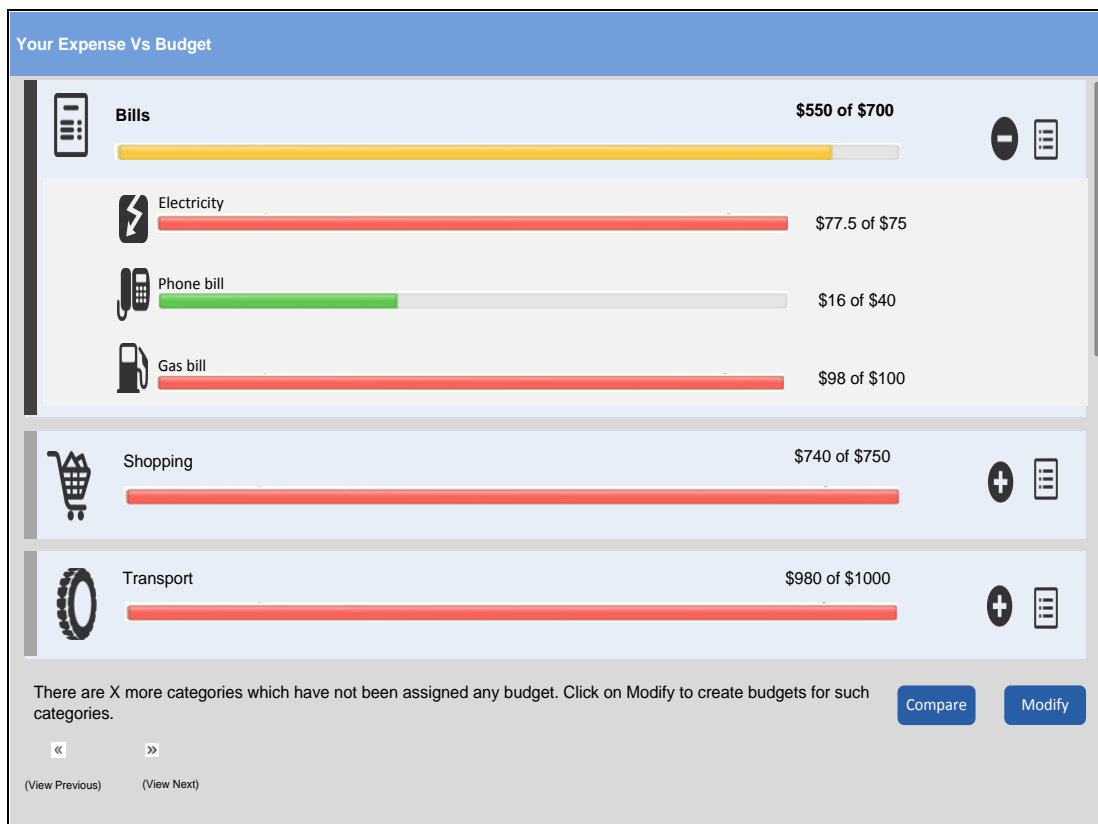 Your Expense Vs Budget
Bills
$550 of $700
Electricity
$77.5 of $75
Phone bill
$16 of $40
Gas bill
$98 of $100
Shopping
$740 of $750
Transport
$980 of $1000
There are X more categories which have not been assigned any budget. Click on Modify to create budgets for such
categories.
Compare
Modify
« »
(View Previous) (View Next)